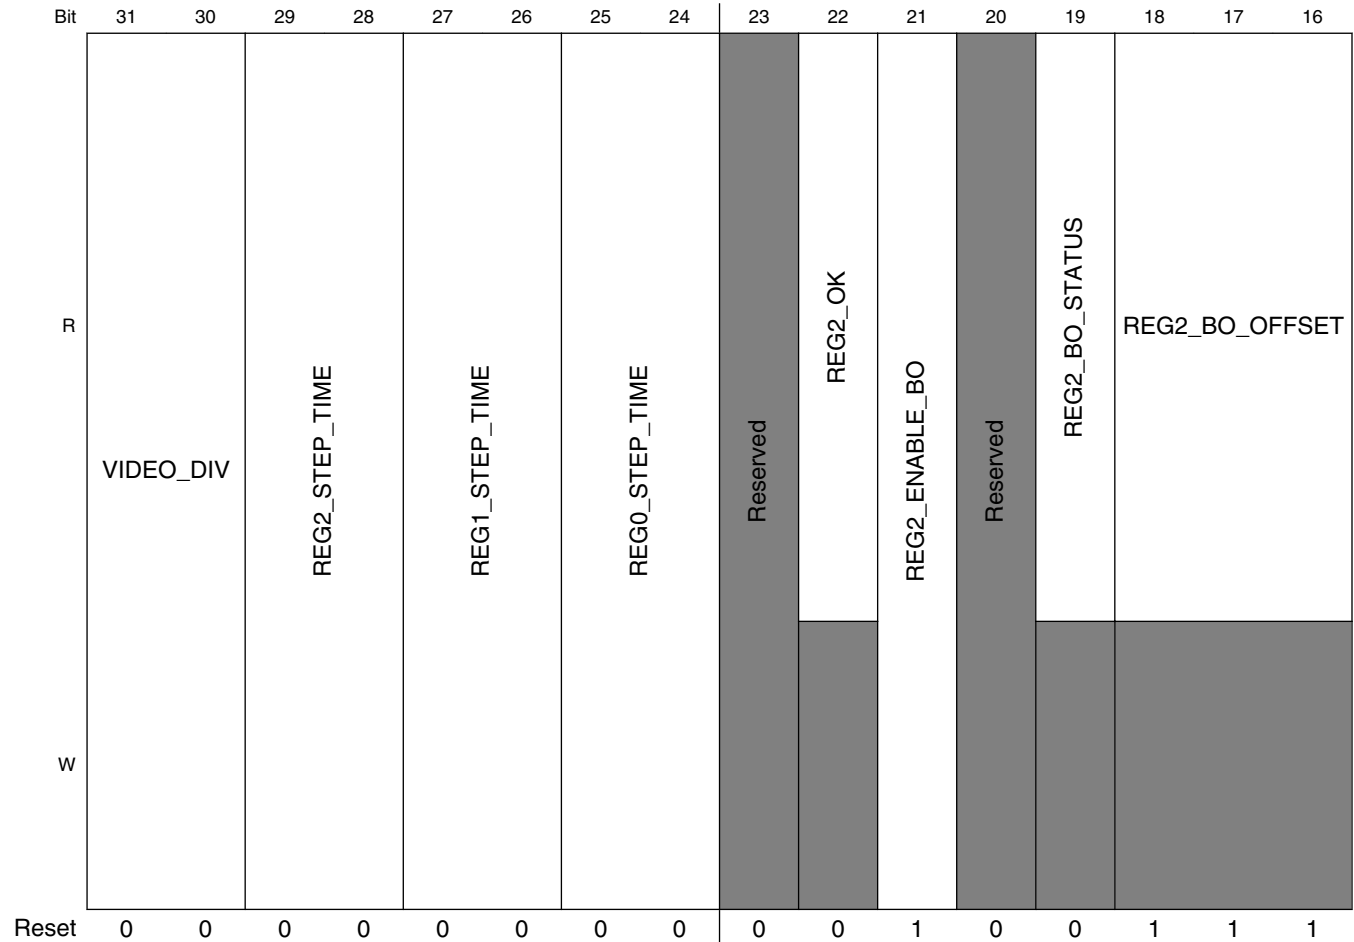 Bit 31 30 29 28 27 26 25 24 23 22 21 20 19 18 17 16
R
VIDEO_DIV
REG2_STEP_TIME
REG1_STEP_TIME
REG0_STEP_TIME
Reserved
REG2_OK
REG2_ENABLE_BO
Reserved
REG2_BO_STATUS
REG2_BO_OFFSET
W
Reset 0 0 0 0 0 0 0 0 0 0 1 0 0 1 1 1